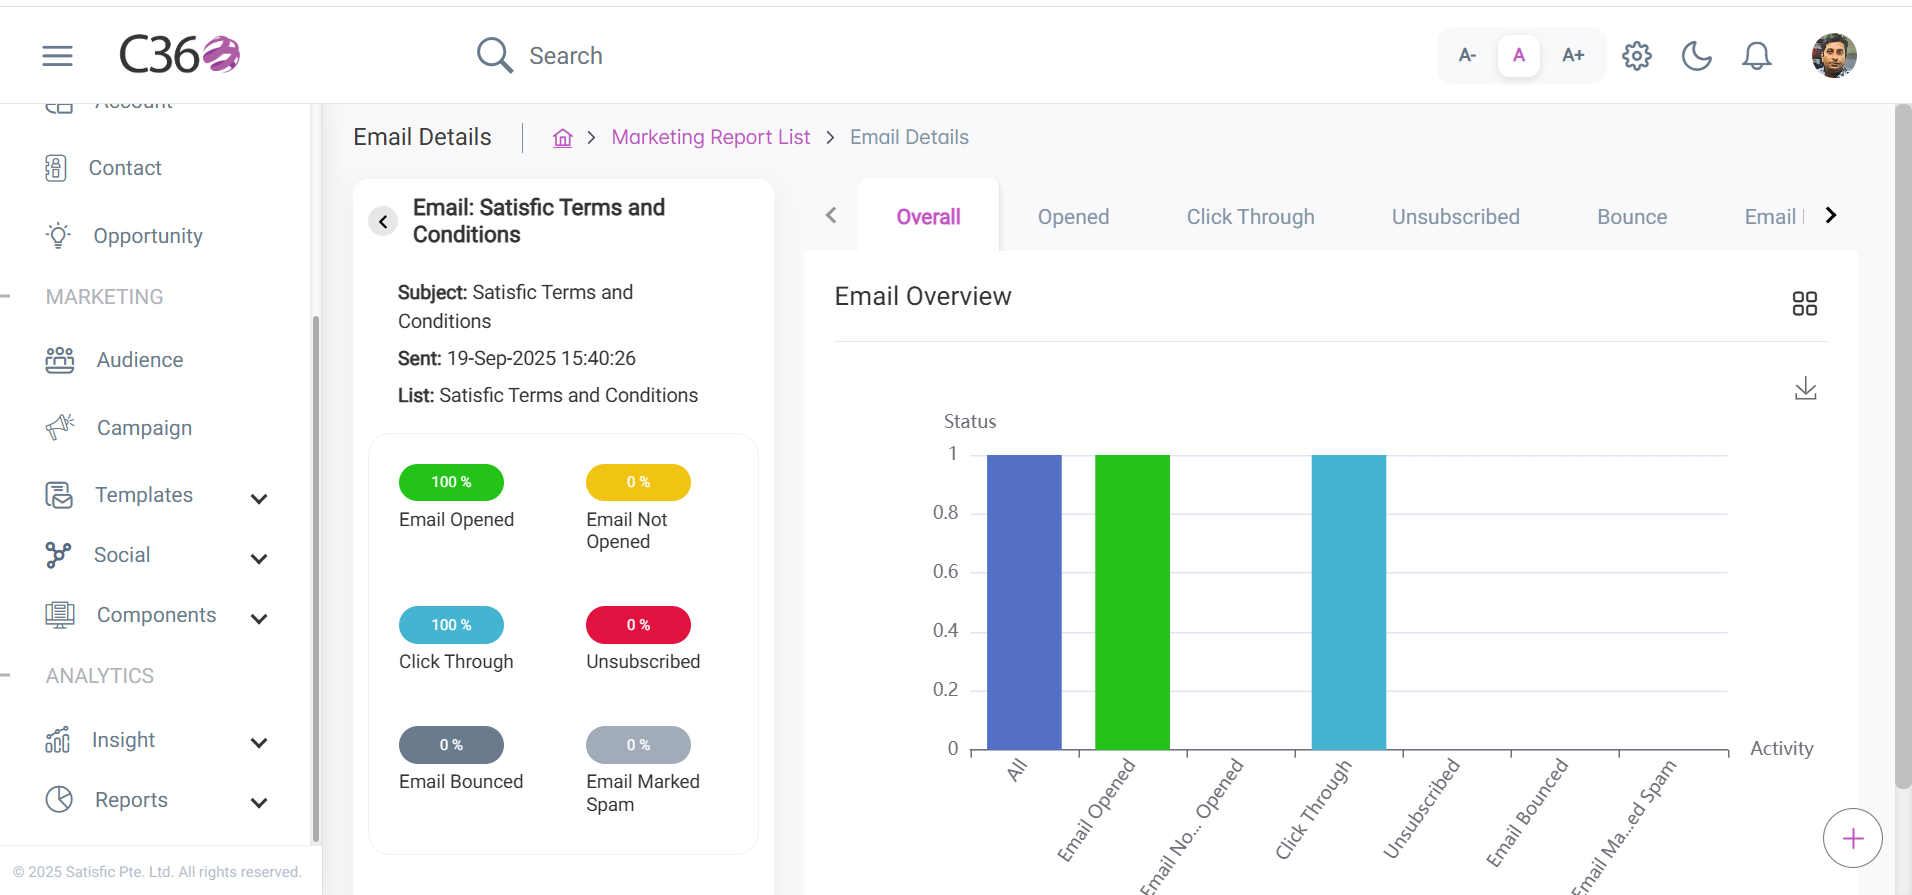 C360
Search
A-
A
A+
Account
Contact
Opportunity
MARKETING
Audience
Campaign
Templates
Social
Components
ANALYTICS
Insight
Reports
© 2025 Satisfic Pte. Ltd. All rights reserved.
Email Details
Marketing Report List
Email Details
Email: Satisfic Terms and
Conditions
Subject: Satisfic Terms and
Conditions
Sent: 19-Sep-2025 15:40:26
List: Satisfic Terms and Conditions
100 %
Email Opened
0 %
Email Not
Opened
100 %
Click Through
0 %
Unsubscribed
0 %
Email Bounced
0 %
Email Marked
Spam
Overall
Opened
Click Through
Unsubscribed
Bounce
Email
Email Overview
Status
1
0.8
0.6
0.4
0.2
0
Activity
All
Email Opened
Email No... Opened
Click Through
Unsubscribed
Email Bounced
Email Ma...ed Spam